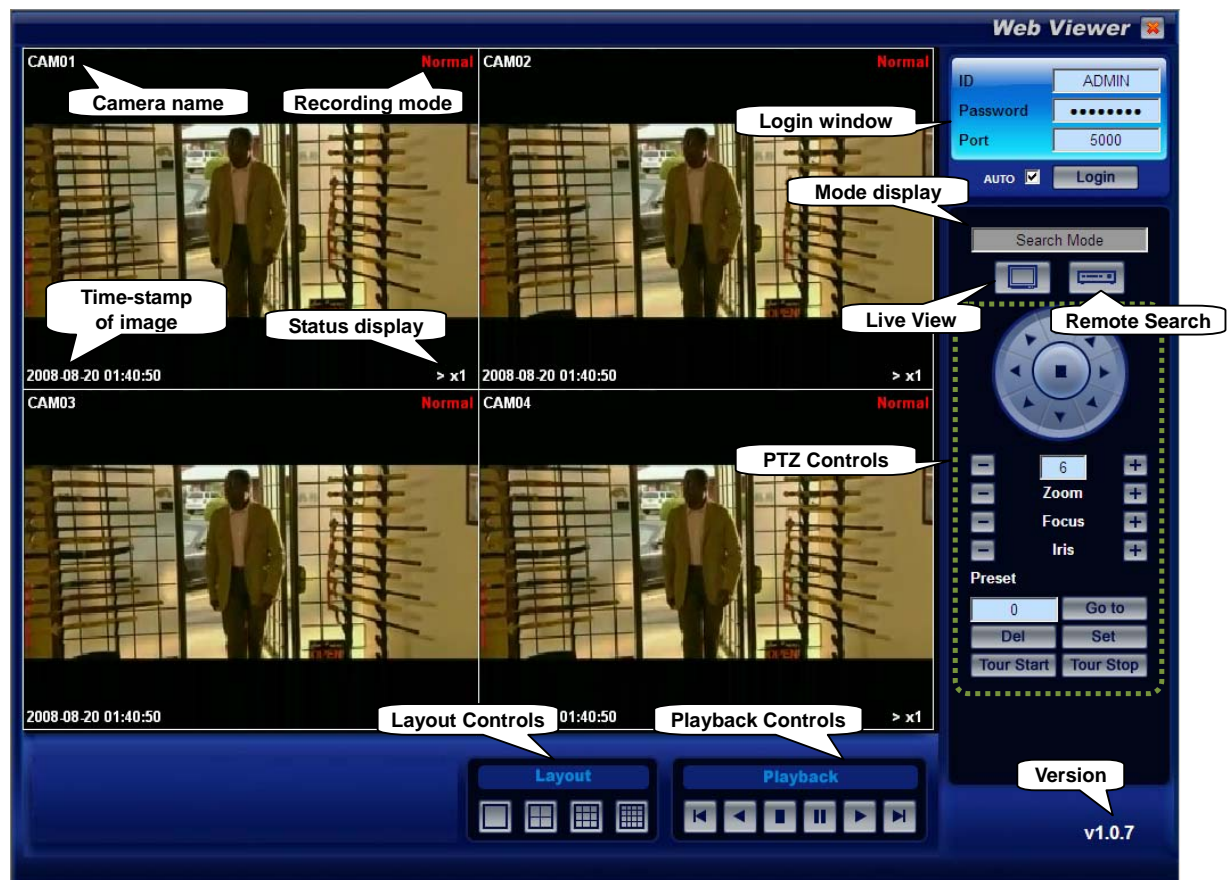 Web Viewer
CAM01 Normal
CAM02 Normal
Camera name
Recording mode
Time-stamp
of image
Status display
2008-08-20 01:40:50 > x1
2008-08-20 01:40:50 > x1
CAM03 Normal
CAM04 Normal
2008-08-20 01:40:50
01:40:50 > x1
Login window
ID ADMIN
Password ●●●●●●●●
Port 5000
AUTO Login
Mode display
Search Mode
Live View
Remote Search
PTZ Controls
6
Zoom
Focus
Iris
Preset
0 Go to
Del Set
Tour Start Tour Stop
Layout Controls
Playback Controls
Layout
Playback
Version
v1.0.7